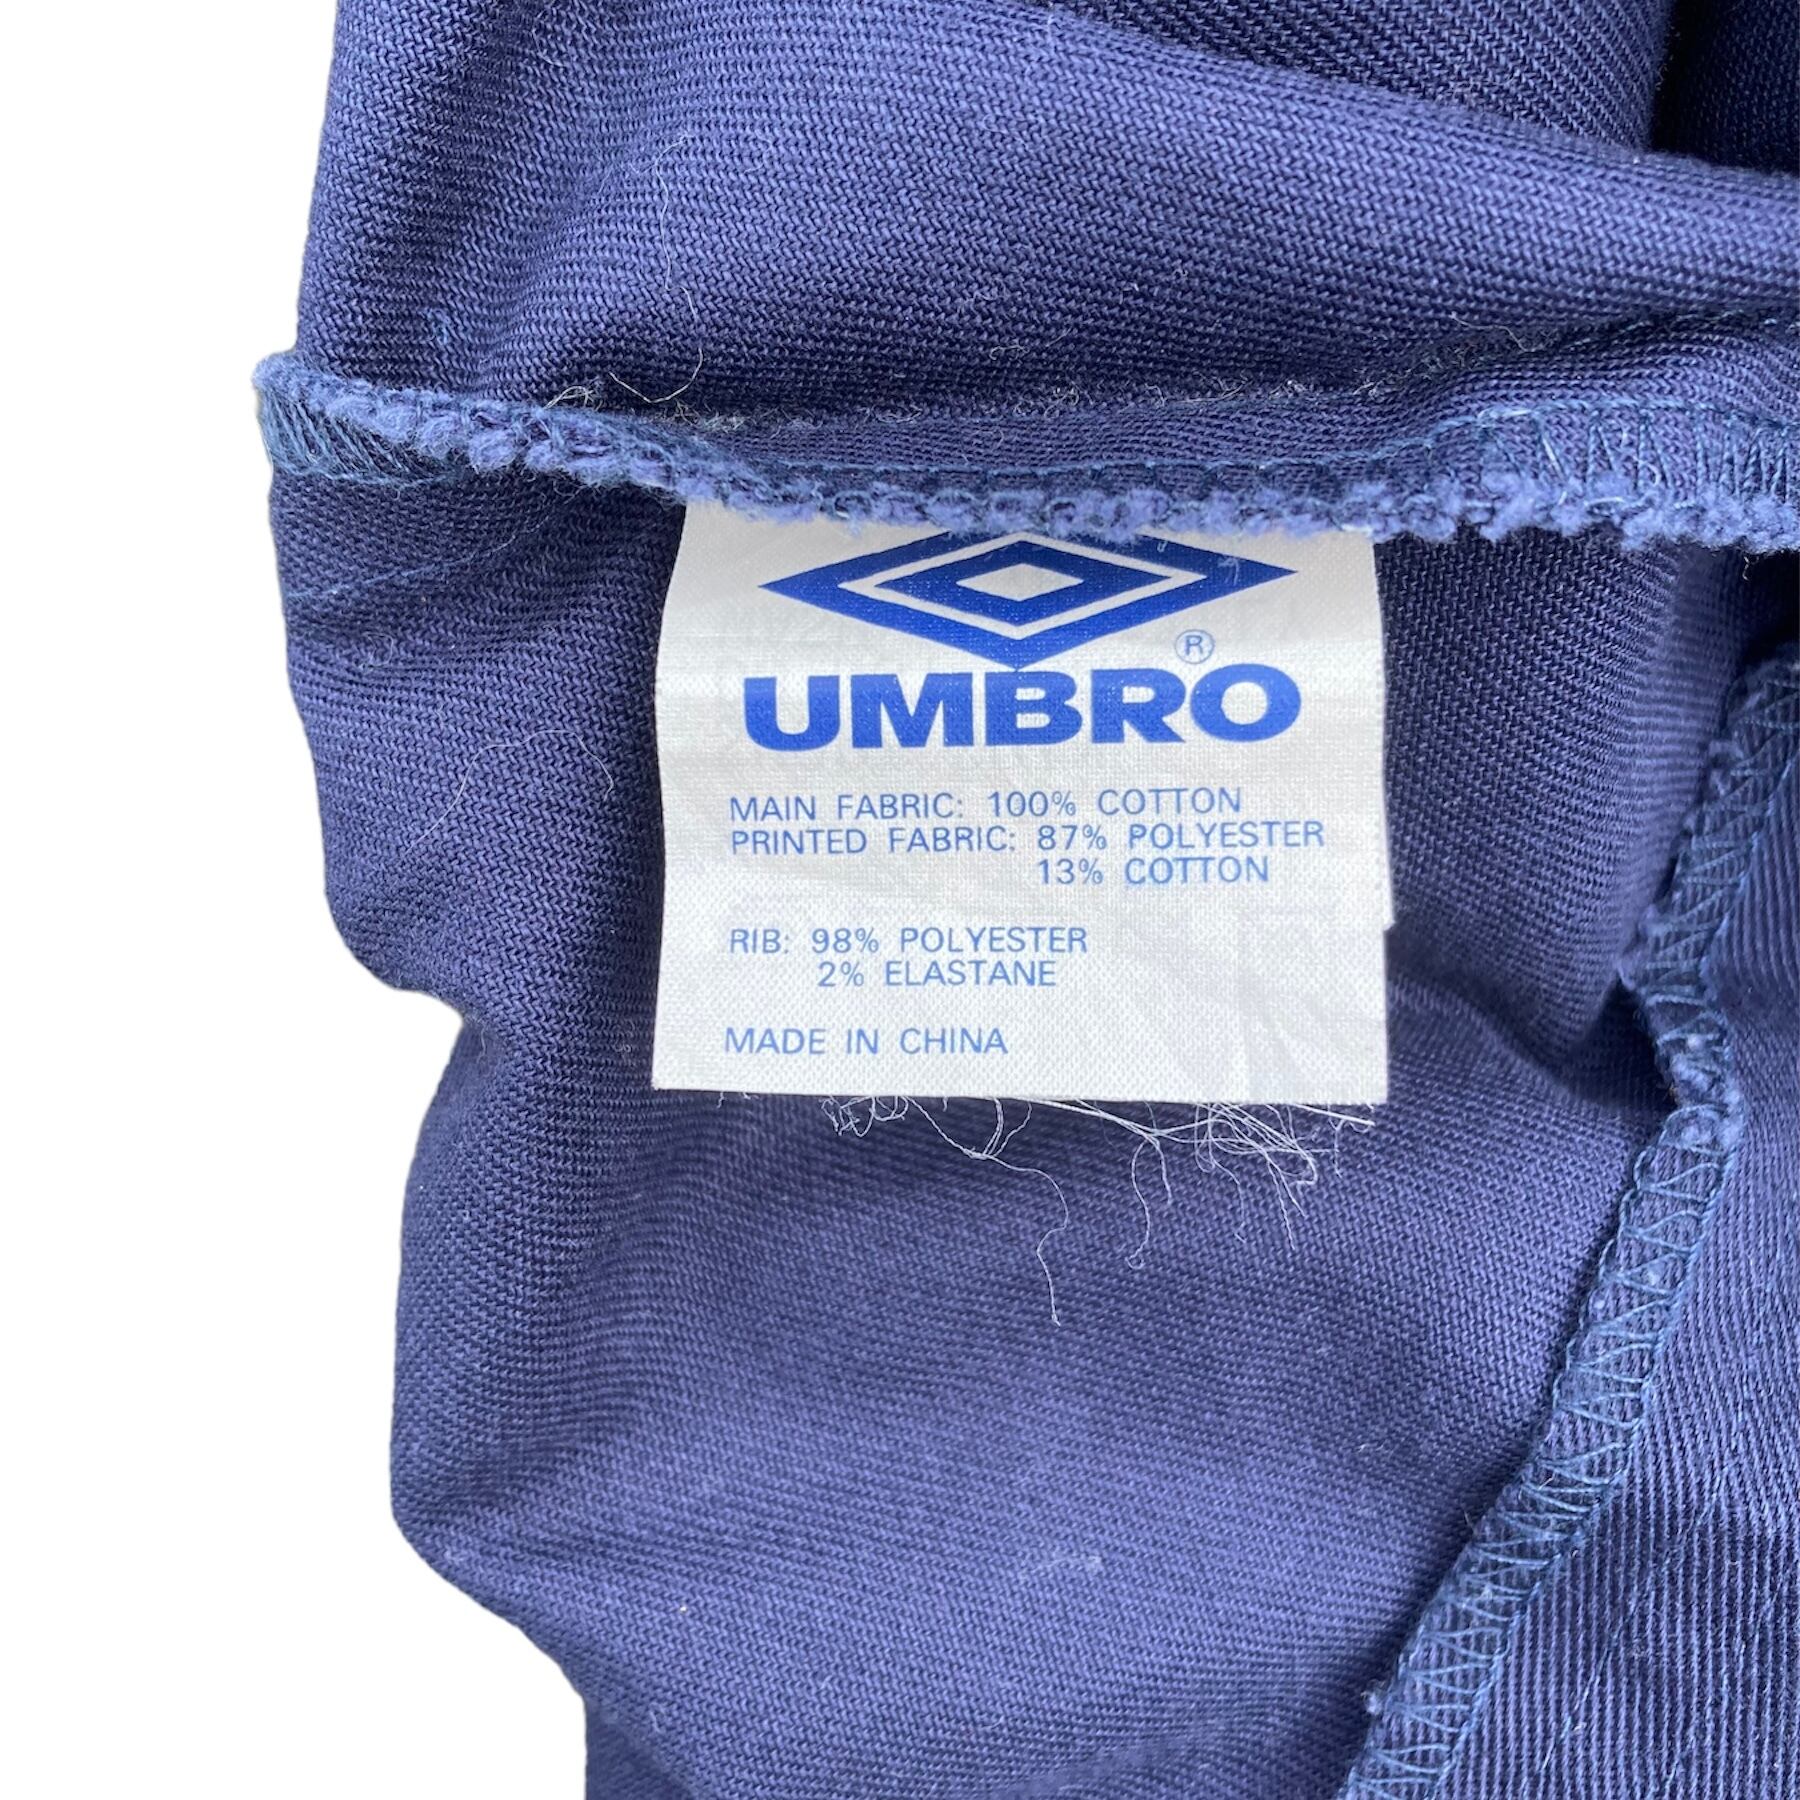 ®
UMBRO
MAIN FABRIC: 100% COTTON
PRINTED FABRIC: 87% POLYESTER
13% COTTON
RIB: 98% POLYESTER
2% ELASTANE
MADE IN CHINA